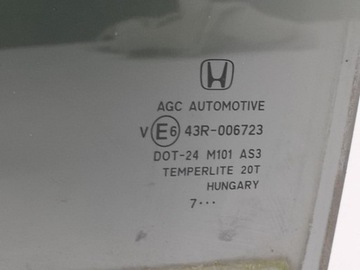 AGC AUTOMOTIVE
V E6 43R-006723
DOT-24 M101 AS3
TEMPERLITE 20T
HUNGARY
7•••